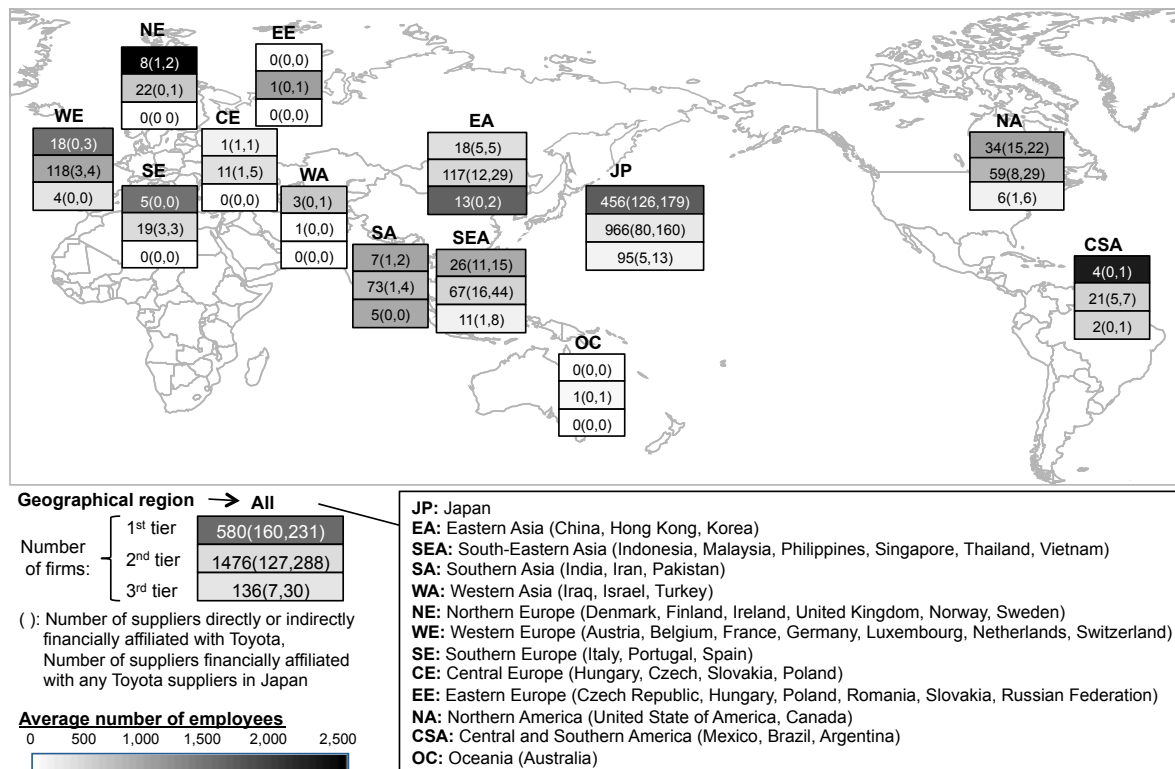 NE
8(1,2)
22(0,1)
0(0 0)
EE
0(0,0)
1(0,1)
0(0,0)
WE
18(0,3)
118(3,4)
4(0,0)
CE
1(1,1)
11(1,5)
0(0,0)
SE
5(0,0)
19(3,3)
0(0,0)
WA
3(0,1)
1(0,0)
0(0,0)
EA
18(5,5)
117(12,29)
13(0,2)
JP
456(126,179)
966(80,160)
95(5,13)
SA
7(1,2)
73(1,4)
5(0,0)
SEA
26(11,15)
67(16,44)
11(1,8)
OC
0(0,0)
1(0,1)
0(0,0)
NA
34(15,22)
59(8,29)
6(1,6)
CSA
4(0,1)
21(5,7)
2(0,1)
Geographical region → All
Number of firms:
1st tier 580(160,231)
2nd tier 1476(127,288)
3rd tier 136(7,30)
( ): Number of suppliers directly or indirectly
financially affiliated with Toyota,
Number of suppliers financially affiliated
with any Toyota suppliers in Japan
Average number of employees
0 500 1,000 1,500 2,000 2,500
JP: Japan
EA: Eastern Asia (China, Hong Kong, Korea)
SEA: South-Eastern Asia (Indonesia, Malaysia, Philippines, Singapore, Thailand, Vietnam)
SA: Southern Asia (India, Iran, Pakistan)
WA: Western Asia (Iraq, Israel, Turkey)
NE: Northern Europe (Denmark, Finland, Ireland, United Kingdom, Norway, Sweden)
WE: Western Europe (Austria, Belgium, France, Germany, Luxembourg, Netherlands, Switzerland)
SE: Southern Europe (Italy, Portugal, Spain)
CE: Central Europe (Hungary, Czech, Slovakia, Poland)
EE: Eastern Europe (Czech Republic, Hungary, Poland, Romania, Slovakia, Russian Federation)
NA: Northern America (United State of America, Canada)
CSA: Central and Southern America (Mexico, Brazil, Argentina)
OC: Oceania (Australia)